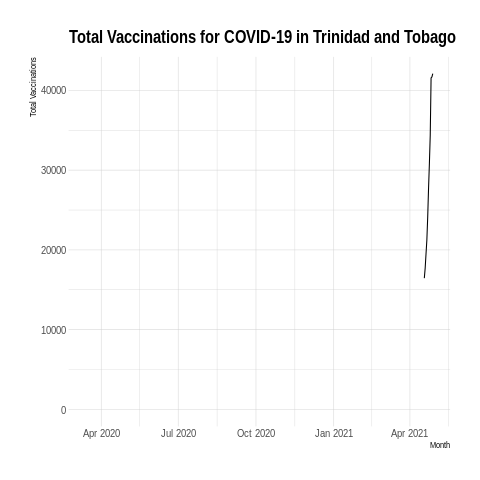 Total Vaccinations for COVID-19 in Trinidad and Tobago
Total Vaccinations
40000
30000
20000
10000
0
Apr 2020 Jul 2020 Oct 2020 Jan 2021 Apr 2021
Month